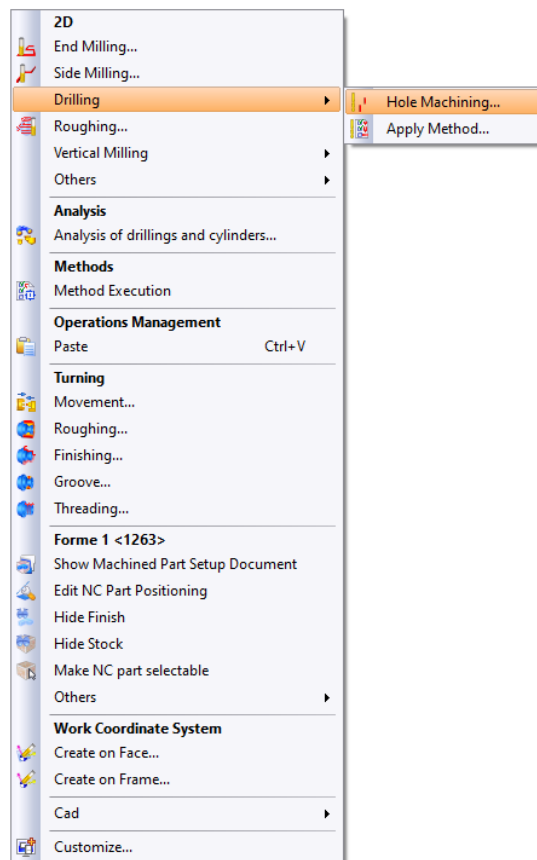 2D
End Milling...
Side Milling...
Drilling
Hole Machining...
Apply Method...
Roughing...
Vertical Milling
Others
Analysis
Analysis of drillings and cylinders...
Methods
Method Execution
Operations Management
Paste Ctrl+V
Turning
Movement...
Roughing...
Finishing...
Groove...
Threading...
Forme 1 <1263>
Show Machined Part Setup Document
Edit NC Part Positioning
Hide Finish
Hide Stock
Make NC part selectable
Others
Work Coordinate System
Create on Face...
Create on Frame...
Cad
Customize...